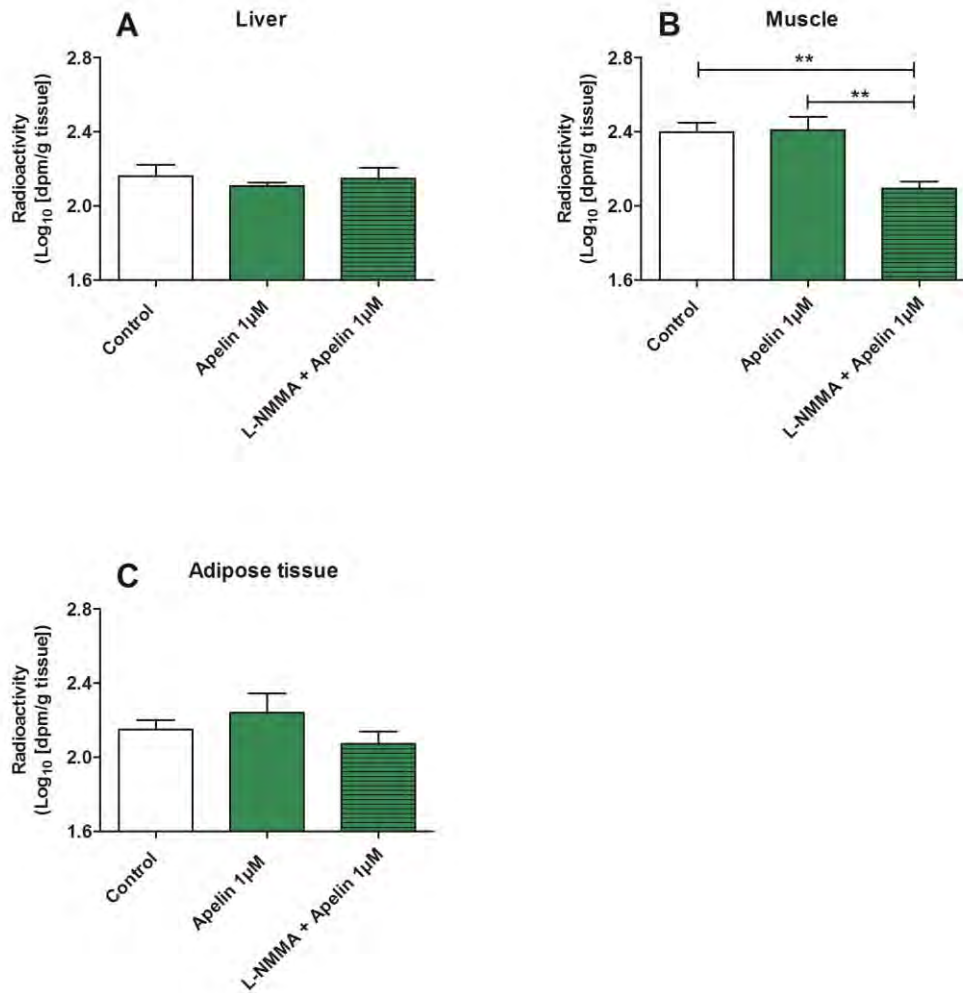 A Liver
2.8
2.4
2.0
1.6
Radioactivity
(Log₁₀ [dpm/g tissue])
Control
Apelin 1µM
L-NMMA + Apelin 1µM
B Muscle
2.8
2.4
2.0
1.6
Radioactivity
(Log₁₀ [dpm/g tissue])
**
**
Control
Apelin 1µM
L-NMMA + Apelin 1µM
C Adipose tissue
2.8
2.4
2.0
1.6
Radioactivity
(Log₁₀ [dpm/g tissue])
Control
Apelin 1µM
L-NMMA + Apelin 1µM